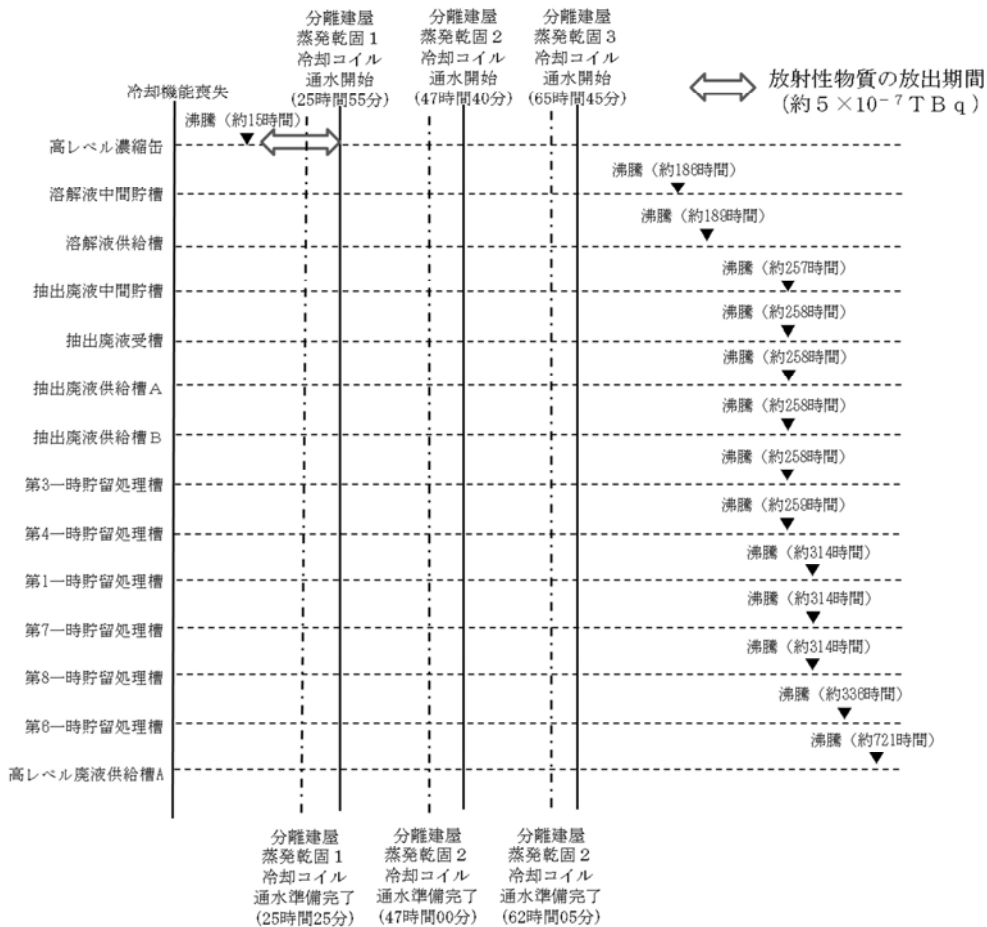 分離建屋
蒸発乾固1
冷却コイル
通水開始
(25時間55分)
分離建屋
蒸発乾固2
冷却コイル
通水開始
(47時間40分)
分離建屋
蒸発乾固3
冷却コイル
通水開始
(65時間45分)
放射性物質の放出期間
(約5×10⁻⁷TBq)
冷却機能喪失
沸騰(約15時間)
高レベル濃縮缶
沸騰(約186時間)
溶解液中間貯槽
沸騰(約189時間)
溶解液供給槽
沸騰(約257時間)
抽出廃液中間貯槽
沸騰(約258時間)
抽出廃液受槽
沸騰(約258時間)
抽出廃液供給槽A
沸騰(約258時間)
抽出廃液供給槽B
沸騰(約258時間)
第3一時貯留処理槽
沸騰(約259時間)
第4一時貯留処理槽
沸騰(約314時間)
第1一時貯留処理槽
沸騰(約314時間)
第7一時貯留処理槽
沸騰(約314時間)
第8一時貯留処理槽
沸騰(約336時間)
第6一時貯留処理槽
沸騰(約721時間)
高レベル廃液供給槽A
分離建屋
蒸発乾固1
冷却コイル
通水準備完了
(25時間25分)
分離建屋
蒸発乾固2
冷却コイル
通水準備完了
(47時間00分)
分離建屋
蒸発乾固2
冷却コイル
通水準備完了
(62時間05分)